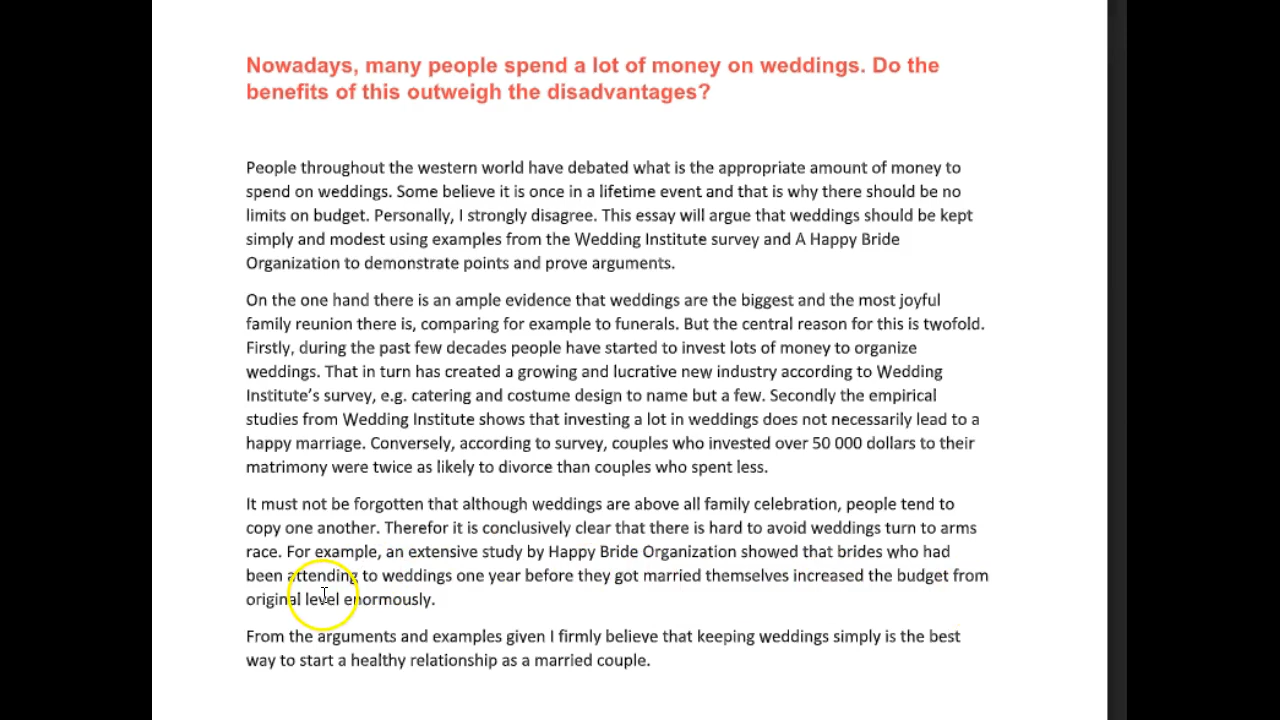 Nowadays, many people spend a lot of money on weddings. Do the
benefits of this outweigh the disadvantages?
People throughout the western world have debated what is the appropriate amount of money to
spend on weddings. Some believe it is once in a lifetime event and that is why there should be no
limits on budget. Personally, I strongly disagree. This essay will argue that weddings should be kept
simply and modest using examples from the Wedding Institute survey and A Happy Bride
Organization to demonstrate points and prove arguments.
On the one hand there is an ample evidence that weddings are the biggest and the most joyful
family reunion there is, comparing for example to funerals. But the central reason for this is twofold.
Firstly, during the past few decades people have started to invest lots of money to organize
weddings. That in turn has created a growing and lucrative new industry according to Wedding
Institute's survey, e.g. catering and costume design to name but a few. Secondly the empirical
studies from Wedding Institute shows that investing a lot in weddings does not necessarily lead to a
happy marriage. Conversely, according to survey, couples who invested over 50 000 dollars to their
matrimony were twice as likely to divorce than couples who spent less.
It must not be forgotten that although weddings are above all family celebration, people tend to
copy one another. Therefor it is conclusively clear that there is hard to avoid weddings turn to arms
race. For example, an extensive study by Happy Bride Organization showed that brides who had
been attending to weddings one year before they got married themselves increased the budget from
original level enormously.
From the arguments and examples given I firmly believe that keeping weddings simply is the best
way to start a healthy relationship as a married couple.